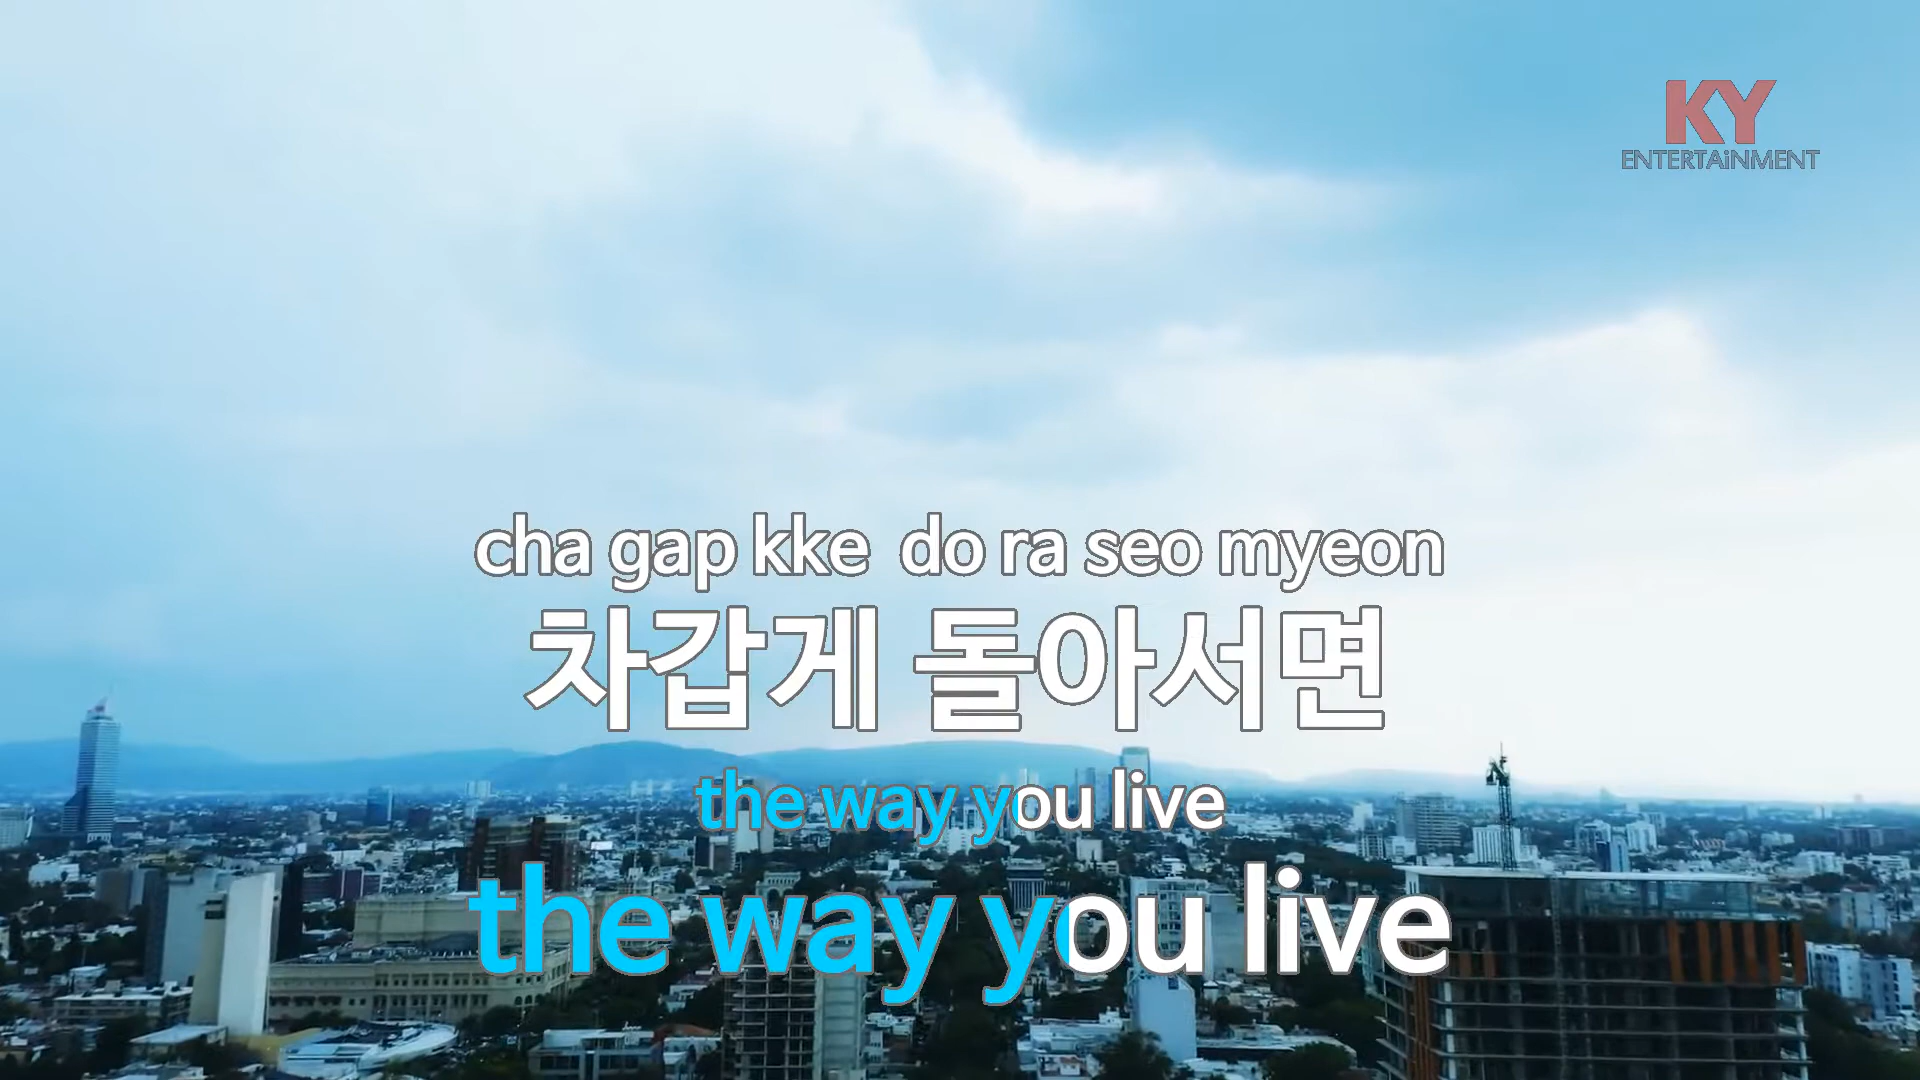 KY
ENTERTAiNMENT
cha gap kke do ra seo myeon
차갑게 돌아서면
the way you live
the way you live